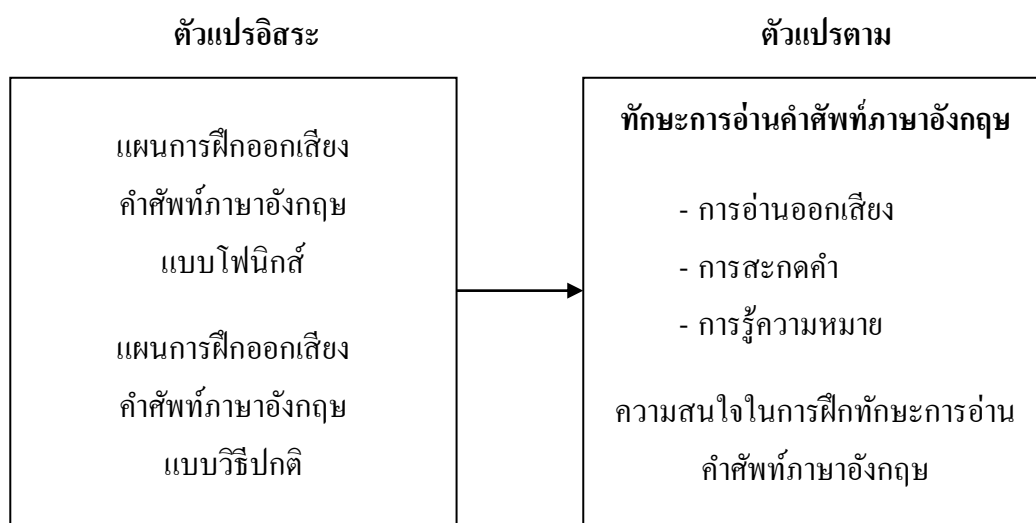 ตัวแปรอิสระ
ตัวแปรตาม
แผนการฝึกออกเสียง
คำศัพท์ภาษาอังกฤษ
แบบโฟนิกส์
แผนการฝึกออกเสียง
คำศัพท์ภาษาอังกฤษ
แบบวิธีปกติ
ทักษะการอ่านคำศัพท์ภาษาอังกฤษ
- การอ่านออกเสียง
- การสะกดคำ
- การรู้ความหมาย
ความสนใจในการฝึกทักษะการอ่าน
คำศัพท์ภาษาอังกฤษ